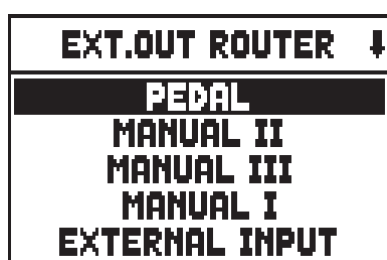 EXT.OUT ROUTER
PEDAL
MANUAL II
MANUAL III
MANUAL I
EXTERNAL INPUT